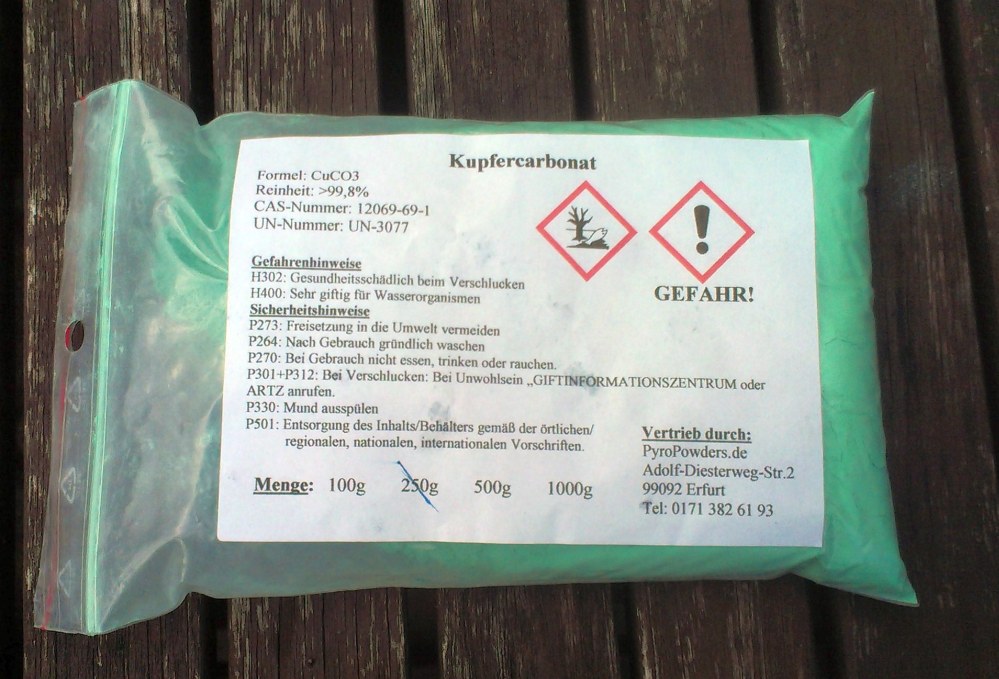 Kupfercarbonat
Formel: CuCO3
Reinheit: >99,8%
CAS-Nummer: 12069-69-1
UN-Nummer: UN-3077
GEFAHR!
Gefahrenhinweise
H302: Gesundheitsschädlich beim Verschlucken
H400: Sehr giftig für Wasserorganismen
Sicherheitshinweise
P273: Freisetzung in die Umwelt vermeiden
P264: Nach Gebrauch gründlich waschen
P270: Bei Gebrauch nicht essen, trinken oder rauchen.
P301+P312: Bei Verschlucken: Bei Unwohlsein „GIFTINFORMATIONSZENTRUM oder
ARTZ anrufen.
P330: Mund ausspülen
P501: Entsorgung des Inhalts/Behälters gemäß der örtlichen/
regionalen, nationalen, internationalen Vorschriften.
Menge: 100g 250g 500g 1000g
Vertrieb durch:
PyroPowders.de
Adolf-Diesterweg-Str.2
99092 Erfurt
Tel: 0171 382 61 93